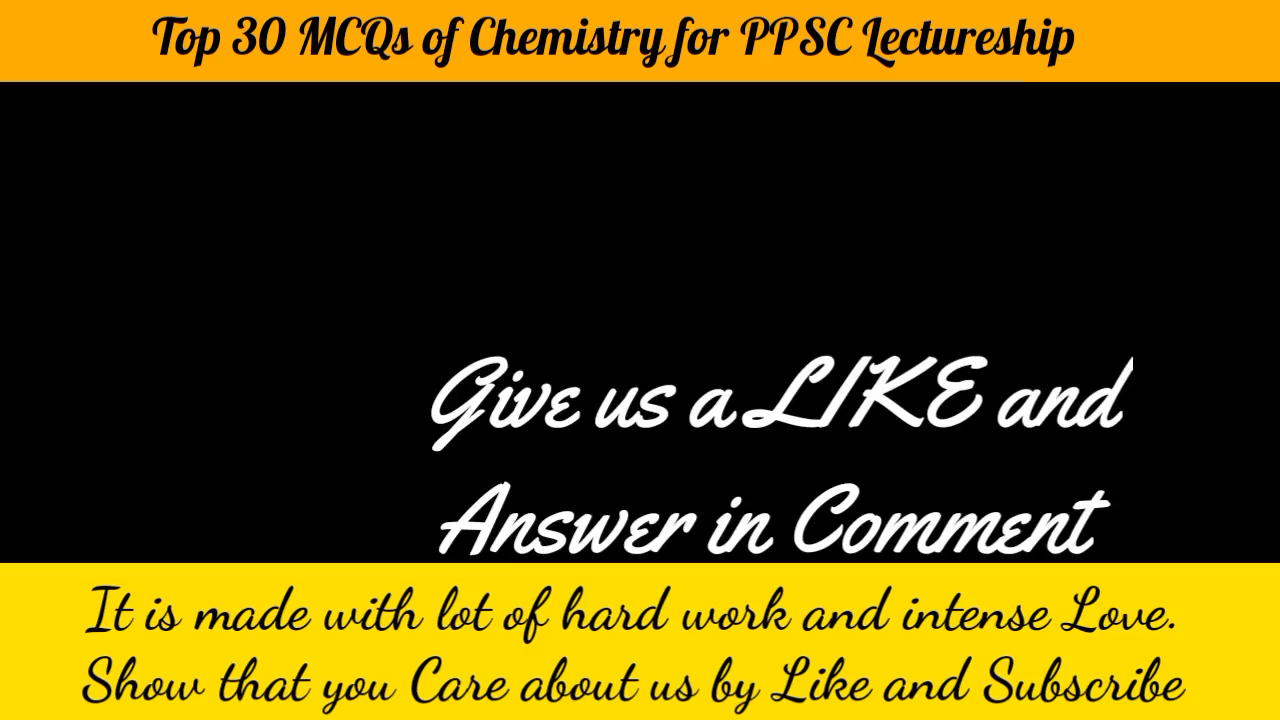 Top 30 MCQs of Chemistry for PPSC Lectureship
Give us a LIKE and
Answer in Comment
It is made with lot of hard work and intense Love.
Show that you Care about us by Like and Subscribe